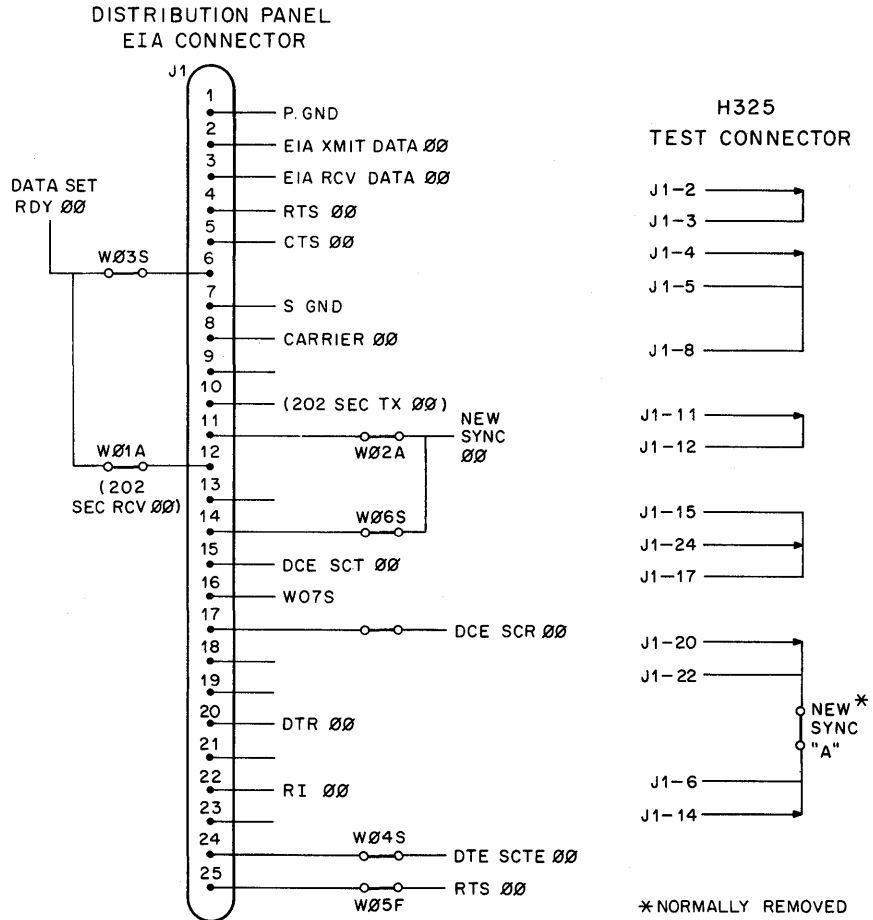 DISTRIBUTION PANEL
EIA CONNECTOR
J1
1
P. GND
2
EIA XMIT DATA ØØ
3
EIA RCV DATA ØØ
DATA SET
RDY ØØ
4
RTS ØØ
5
CTS ØØ
WØ3S
6
7
S GND
8
CARRIER ØØ
9
10
(202 SEC TX ØØ)
11
WØ2A
NEW
SYNC
ØØ
WØ1A
12
(202
SEC RCV ØØ)
13
14
WØ6S
15
DCE SCT ØØ
16
WO7S
17
DCE SCR ØØ
18
19
20
DTR ØØ
21
22
RI ØØ
23
24
WØ4S
DTE SCTE ØØ
25
WØ5F
RTS ØØ
H325
TEST CONNECTOR
J1-2
J1-3
J1-4
J1-5
J1-8
J1-11
J1-12
J1-15
J1-24
J1-17
J1-20
J1-22
NEW *
SYNC
"A"
J1-6
J1-14
* NORMALLY REMOVED